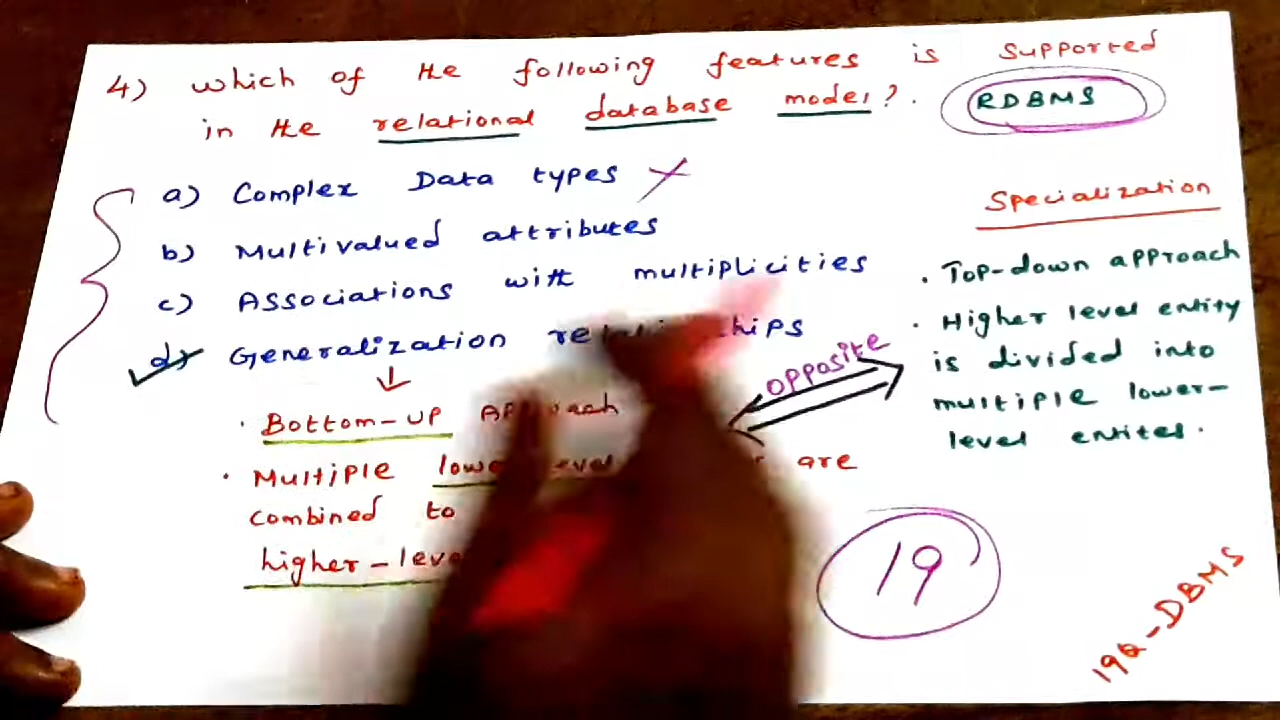 4) which of the following features is supported
in the relational database model?.
RDBMS
a) Complex Data types
b) Multivalued attributes
c) Associations with multiplicities
d) Generalization
. Bottom-up
. Multiple
are
combined to
Specialization
. Top-down approach
. Higher level entity
is divided into
multiple lower-
level entites.
opposite
19
19Q-DBMS